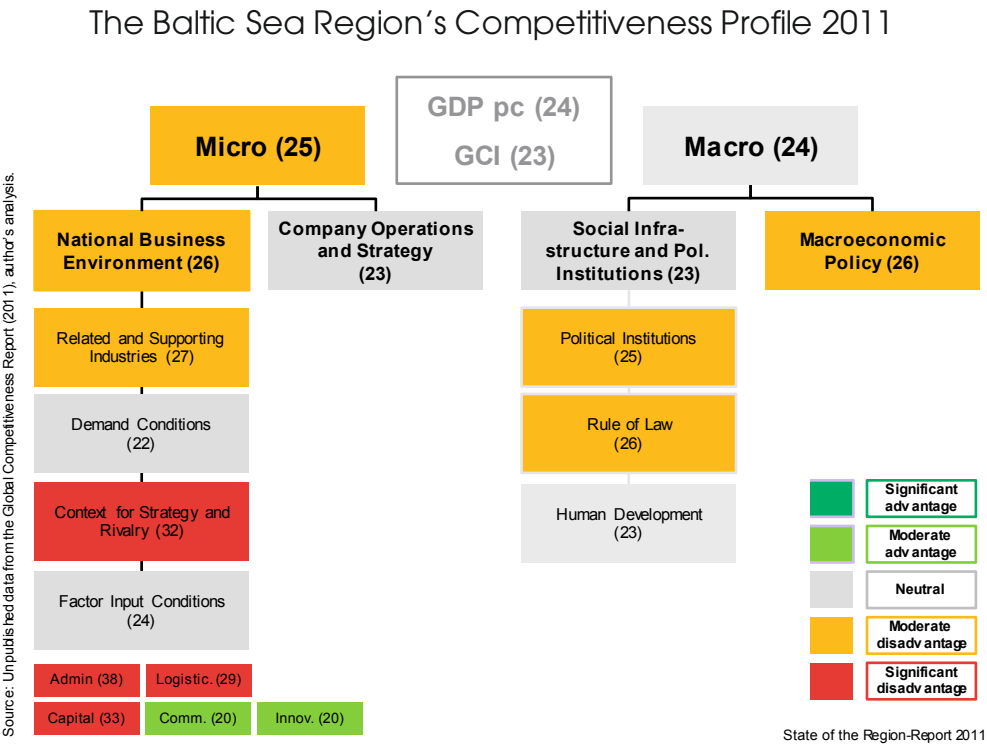 The Baltic Sea Region's Competitiveness Profile 2011
GDP pc (24)
GCI (23)
Micro (25)
Macro (24)
National Business
Environment (26)
Company Operations
and Strategy
(23)
Social Infra-
structure and Pol.
Institutions (23)
Macroeconomic
Policy (26)
Related and Supporting
Industries (27)
Demand Conditions
(22)
Context for Strategy and
Rivalry (32)
Factor Input Conditions
(24)
Admin (38)
Logistic. (29)
Capital (33)
Comm. (20)
Innov. (20)
Political Institutions
(25)
Rule of Law
(26)
Human Development
(23)
Significant
advantage
Moderate
advantage
Neutral
Moderate
disadvantage
Significant
disadvantage
Source: Unpublished data from the Global Competitiveness Report (2011), author's analysis.
State of the Region-Report 2011